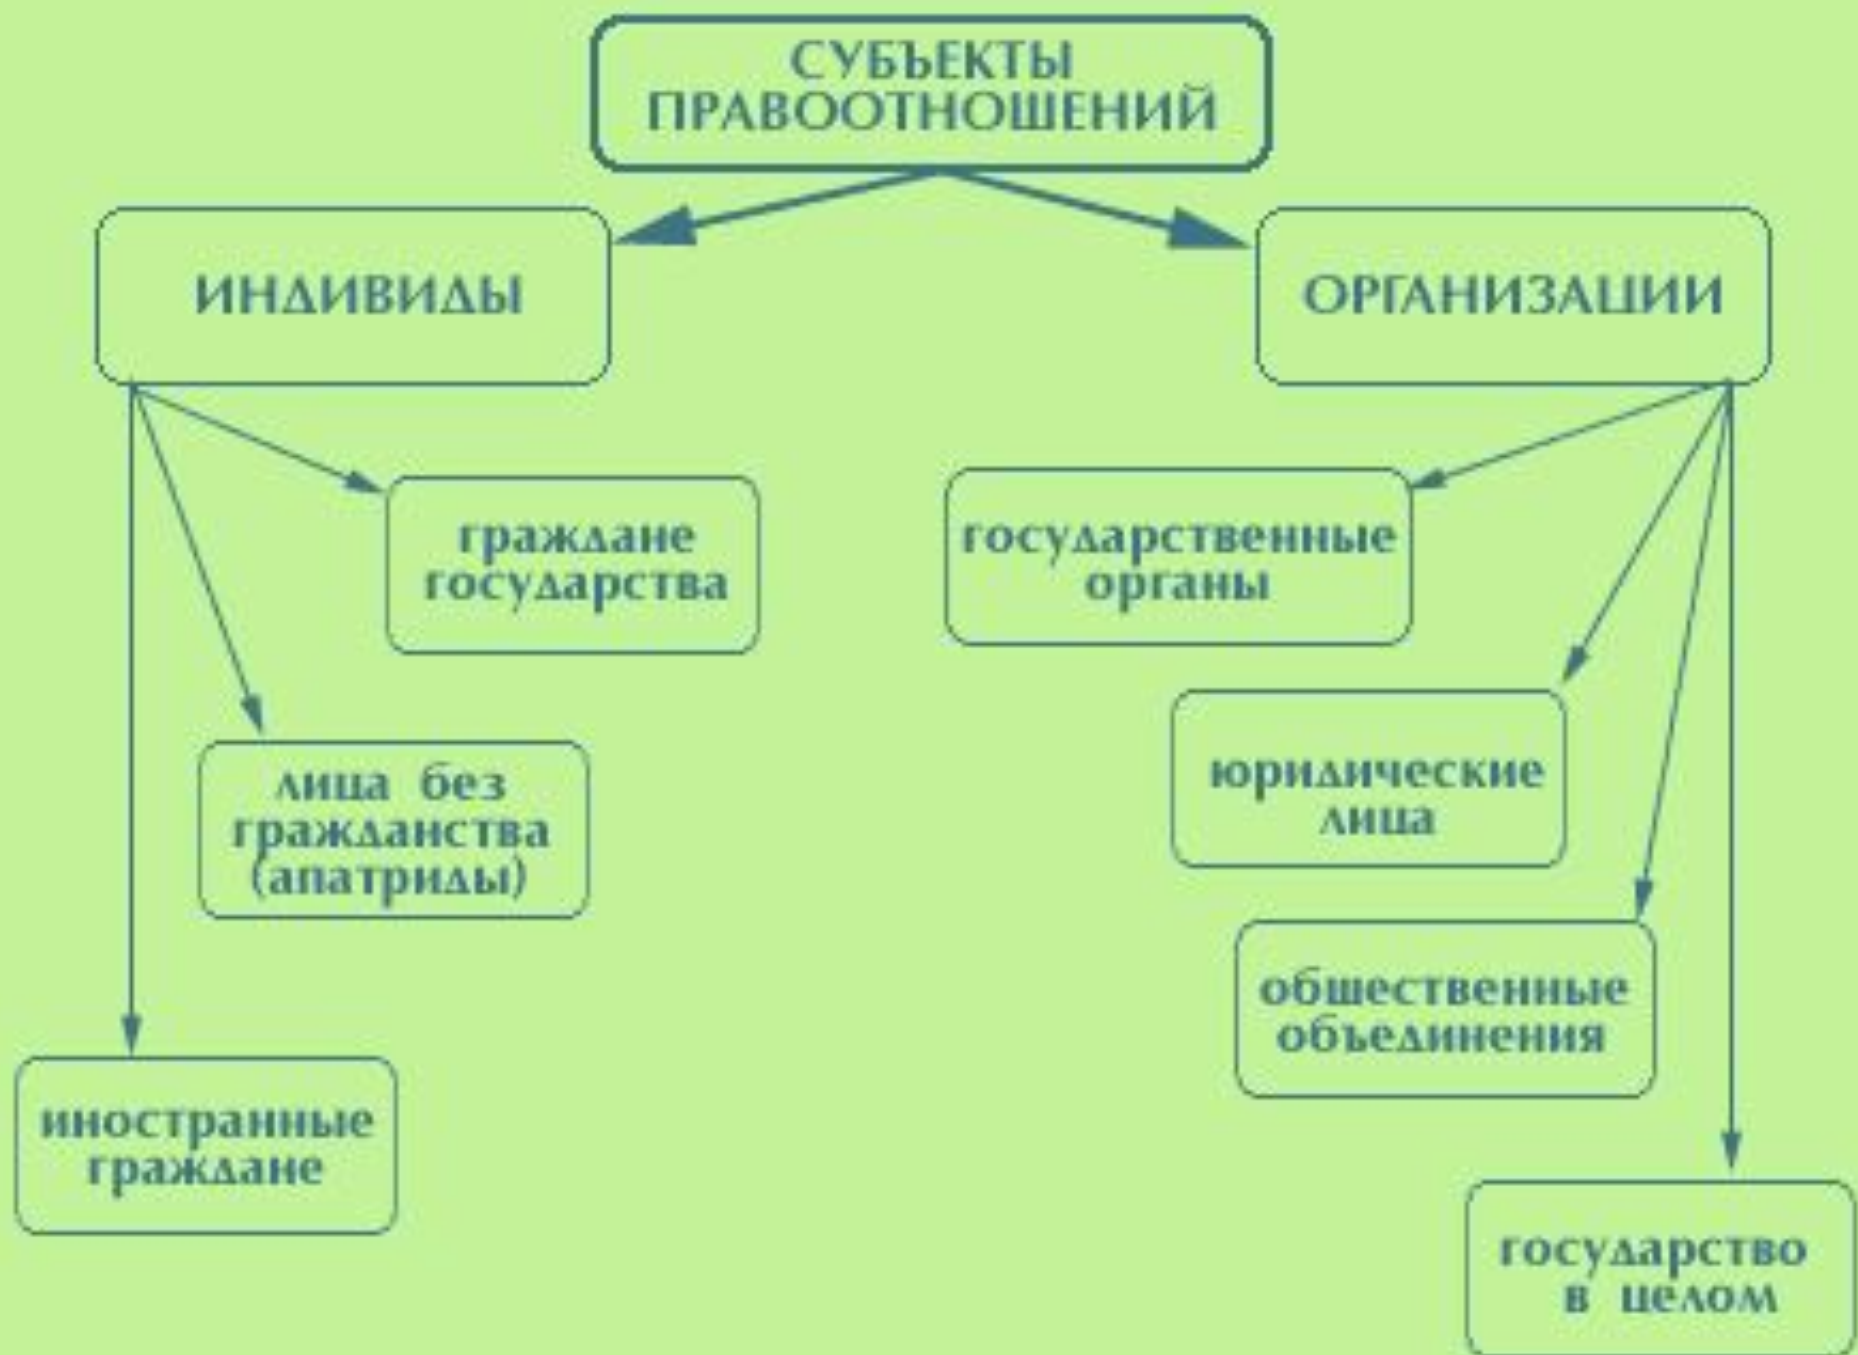 СУБЪЕКТЫ
ПРАВООТНОШЕНИЙ
ИНДИВИДЫ
ОРГАНИЗАЦИИ
граждане
государства
государственные
органы
лица без
гражданства
(апатриды)
юридические
лица
общественные
объединения
иностранные
граждане
государство
в целом